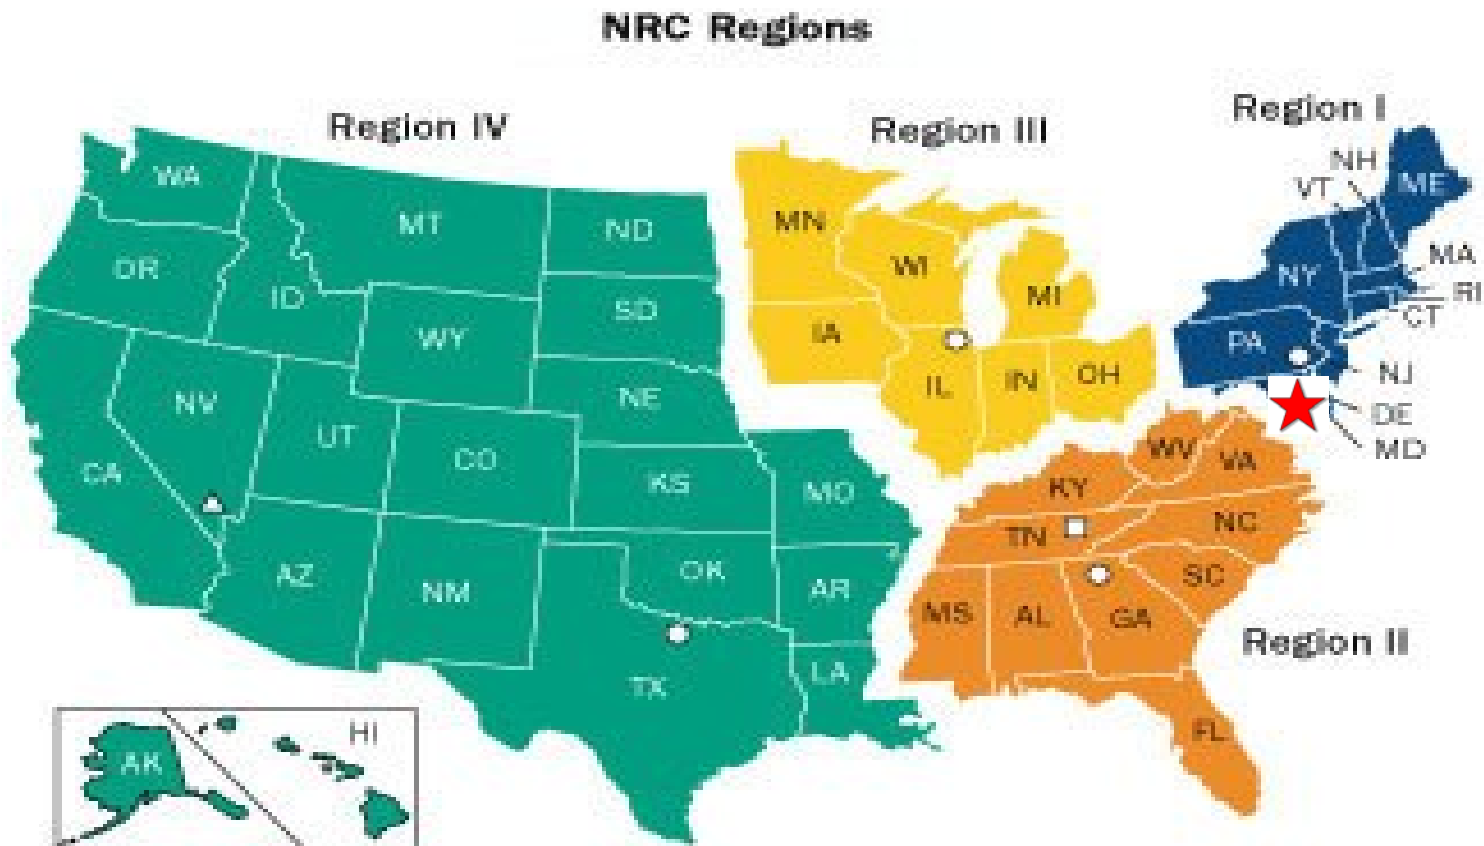 NRC Regions
Region I
Region IV
Region III
NH
WA
VT
ME
MT
MN
ND
MA
OR
WI
NY
RI
ID
MI
SD
CT
WY
IA
PA
NJ
NV
NE
IL
IN
OH
DE
UT
MD
CA
CO
KS
MO
KY
WV
VA
TN
NC
AZ
NM
OK
AR
MS
AL
GA
SC
Region II
TX
LA
HI
FL
AK